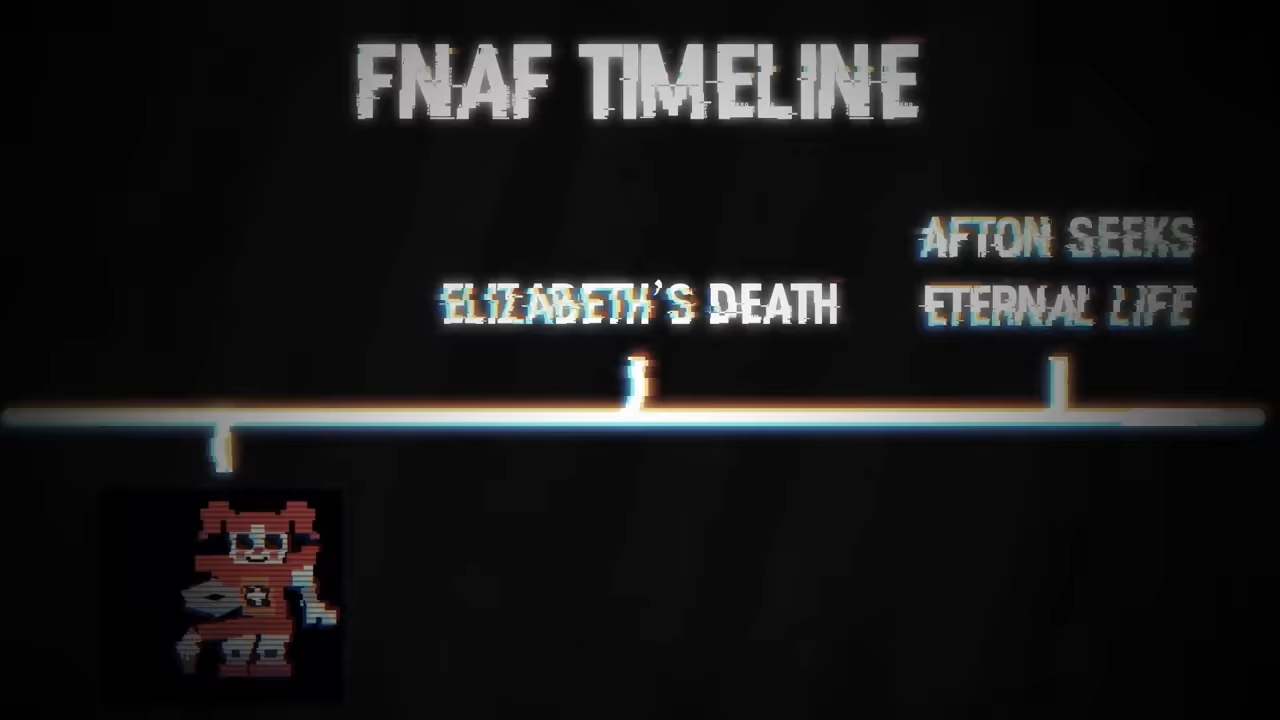 FNAF TIMELINE
ELIZABETH'S DEATH
AFTON SEEKS
ETERNAL LIFE